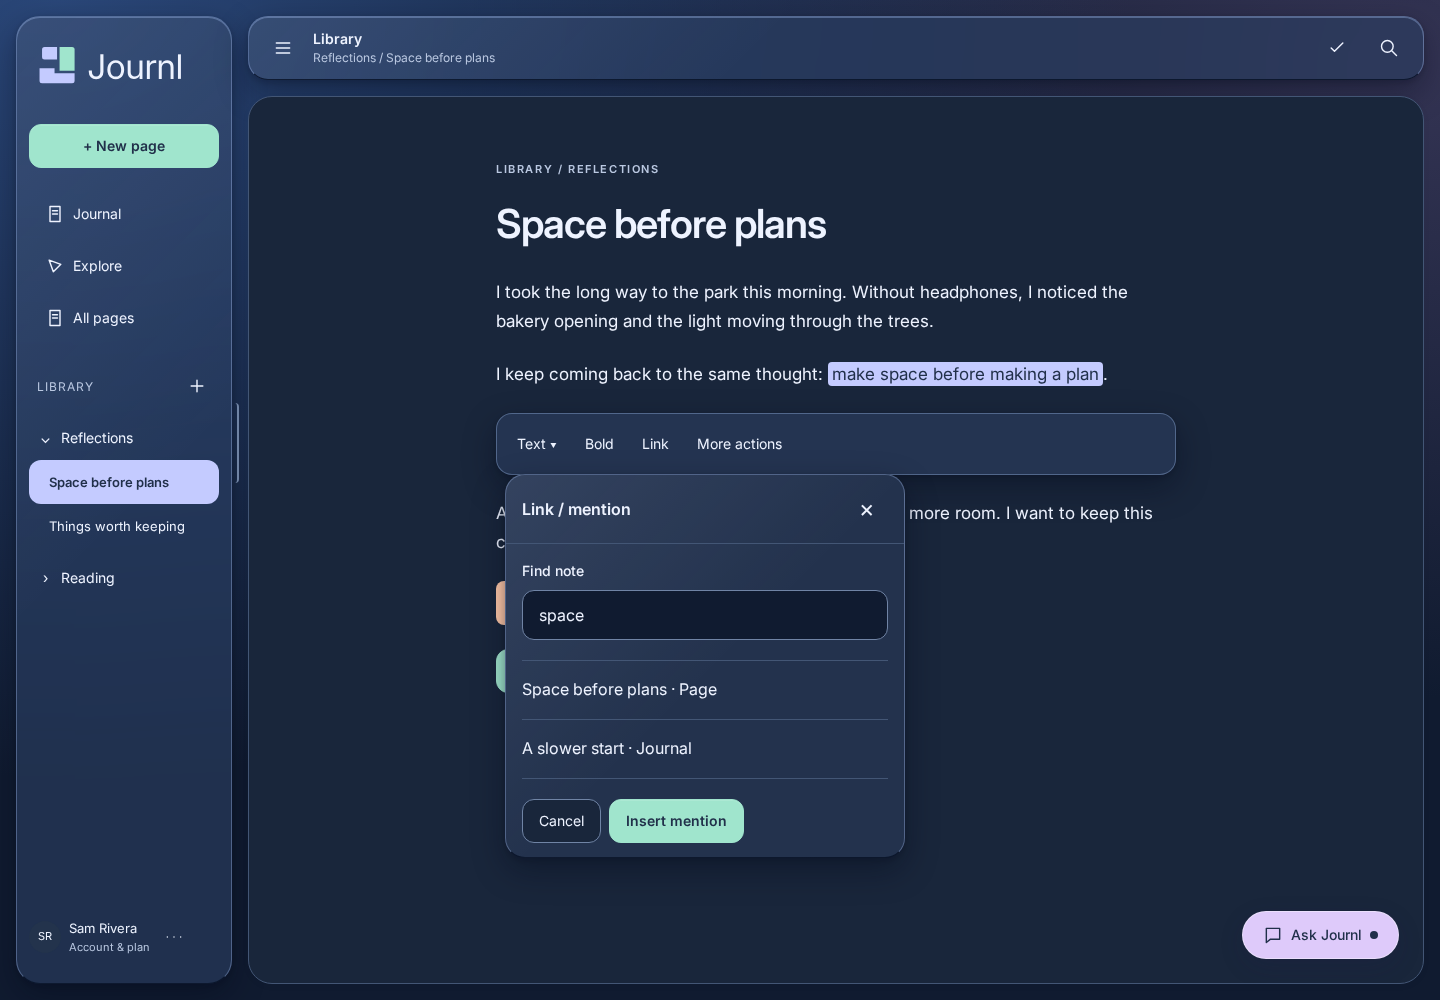 Journl
+ New page
Journal
Explore
All pages
LIBRARY
Reflections
Space before plans
Things worth keeping
Reading
SR
Sam Rivera
Account & plan
Library
Reflections / Space before plans
LIBRARY / REFLECTIONS
Space before plans
I took the long way to the park this morning. Without headphones, I noticed the
bakery opening and the light moving through the trees.
I keep coming back to the same thought: make space before making a plan.
Text
Bold
Link
More actions
more room. I want to keep this
Link / mention
Find note
space
Space before plans · Page
A slower start · Journal
Cancel
Insert mention
Ask Journl